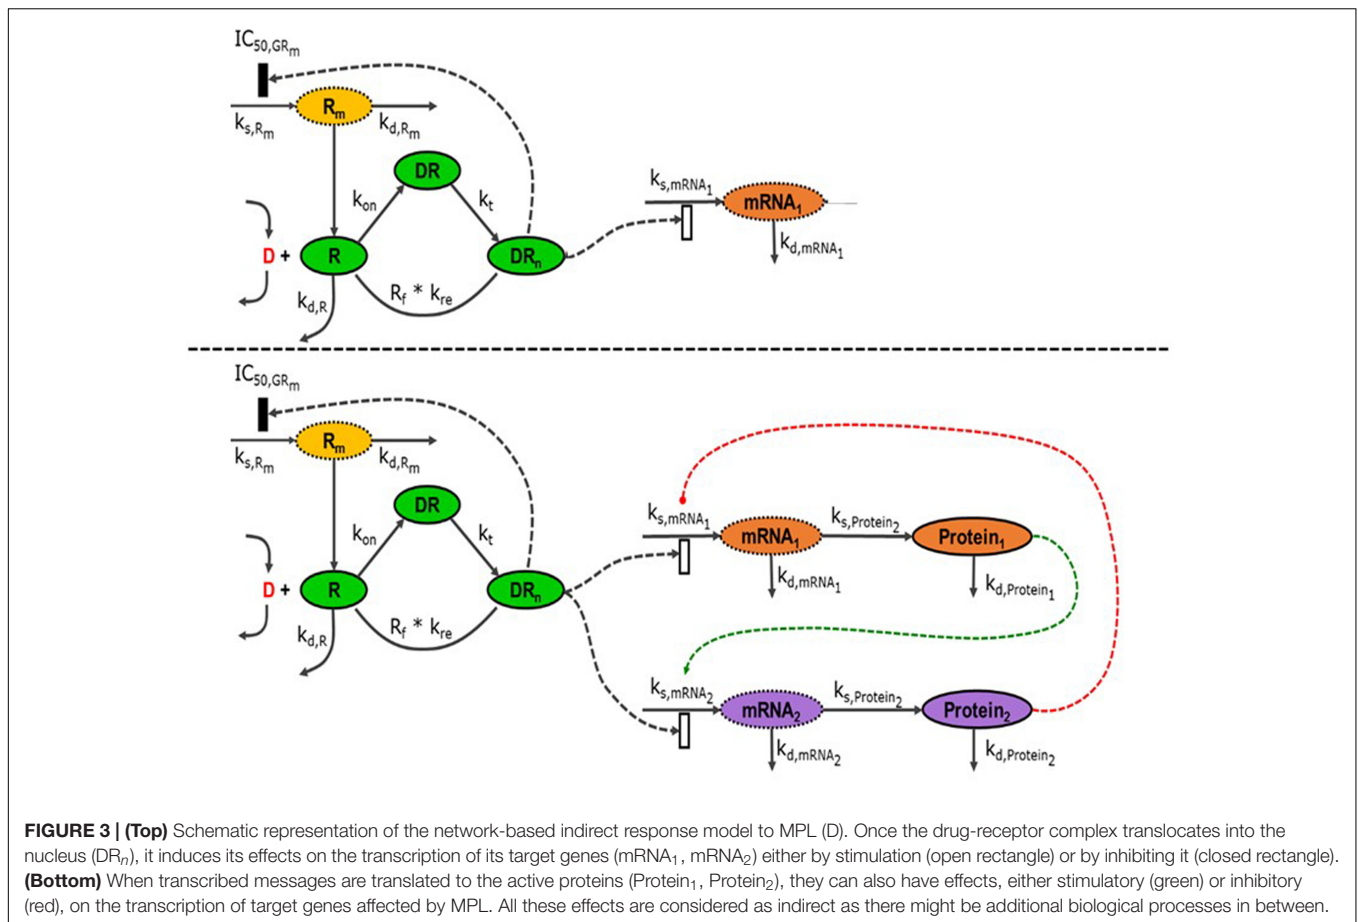 IC50,GRm
Rm
ks,Rm
kd,Rm
DR
kon
kt
D +
R
DRn
kd,R
Rf * kre
ks,mRNA1
mRNA1
kd,mRNA1
IC50,GRm
Rm
ks,Rm
kd,Rm
DR
kon
kt
D +
R
DRn
kd,R
Rf * kre
ks,mRNA1
mRNA1
ks,Protein2
Protein1
kd,mRNA1
kd,Protein1
ks,mRNA2
mRNA2
ks,Protein2
Protein2
kd,mRNA2
kd,Protein2
FIGURE 3 | (Top) Schematic representation of the network-based indirect response model to MPL (D). Once the drug-receptor complex translocates into the
nucleus (DRn), it induces its effects on the transcription of its target genes (mRNA1, mRNA2) either by stimulation (open rectangle) or by inhibiting it (closed rectangle).
(Bottom) When transcribed messages are translated to the active proteins (Protein1, Protein2), they can also have effects, either stimulatory (green) or inhibitory
(red), on the transcription of target genes affected by MPL. All these effects are considered as indirect as there might be additional biological processes in between.